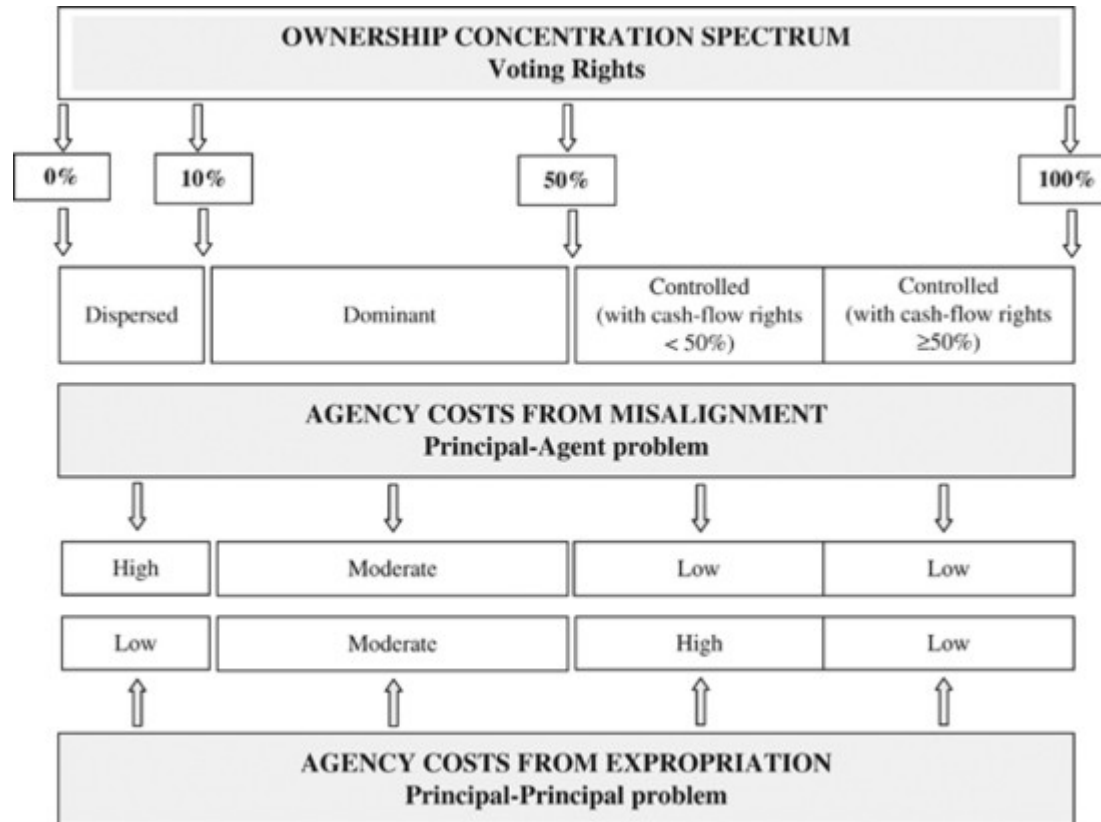 OWNERSHIP CONCENTRATION SPECTRUM
Voting Rights
0%
10%
50%
100%
Dispersed
Dominant
Controlled
(with cash-flow rights
< 50%)
Controlled
(with cash-flow rights
≥50%)
AGENCY COSTS FROM MISALIGNMENT
Principal-Agent problem
High
Moderate
Low
Low
Low
Moderate
High
Low
AGENCY COSTS FROM EXPROPRIATION
Principal-Principal problem